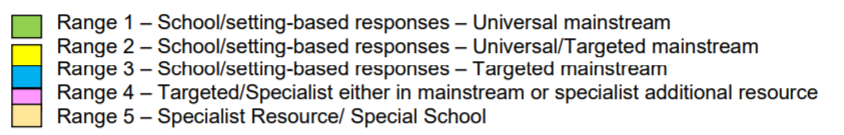 Range 1 – School/setting-based responses – Universal mainstream
Range 2 – School/setting-based responses – Universal/Targeted mainstream
Range 3 – School/setting-based responses – Targeted mainstream
Range 4 – Targeted/Specialist either in mainstream or specialist additional resource
Range 5 – Specialist Resource/ Special School